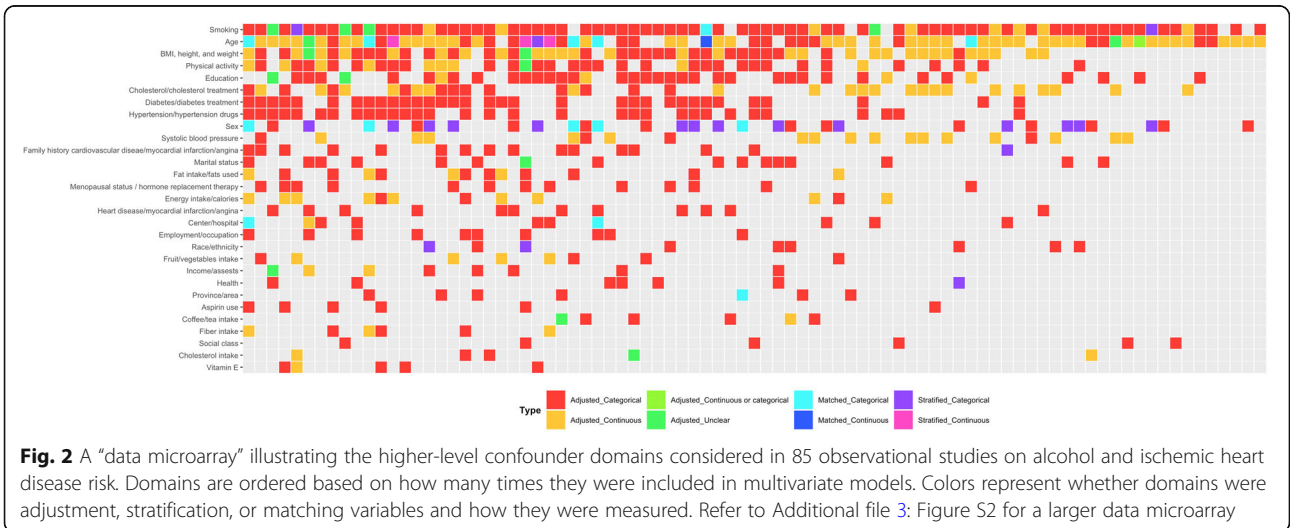 Smoking
Age
BMI, height, and weight
Physical activity
Education
Cholesterol/cholesterol treatment
Diabetes/diabetes treatment
Hypertension/hypertension drugs
Sex
Systolic blood pressure
Family history cardiovascular diseae/myocardial infarction/angina
Marital status
Fat intake/fats used
Menopausal status / hormone replacement therapy
Energy intake/calories
Heart disease/myocardial infarction/angina
Center/hospital
Employment/occupation
Race/ethnicity
Fruit/vegetables intake
Income/assests
Health
Province/area
Aspirin use
Coffee/tea intake
Fiber intake
Social class
Cholesterol intake
Vitamin E
Type
Adjusted_Categorical
Adjusted_Continuous
Adjusted_Continuous or categorical
Adjusted_Unclear
Matched_Categorical
Matched_Continuous
Stratified_Categorical
Stratified_Continuous
Fig. 2 A “data microarray” illustrating the higher-level confounder domains considered in 85 observational studies on alcohol and ischemic heart
disease risk. Domains are ordered based on how many times they were included in multivariate models. Colors represent whether domains were
adjustment, stratification, or matching variables and how they were measured. Refer to Additional file 3: Figure S2 for a larger data microarray